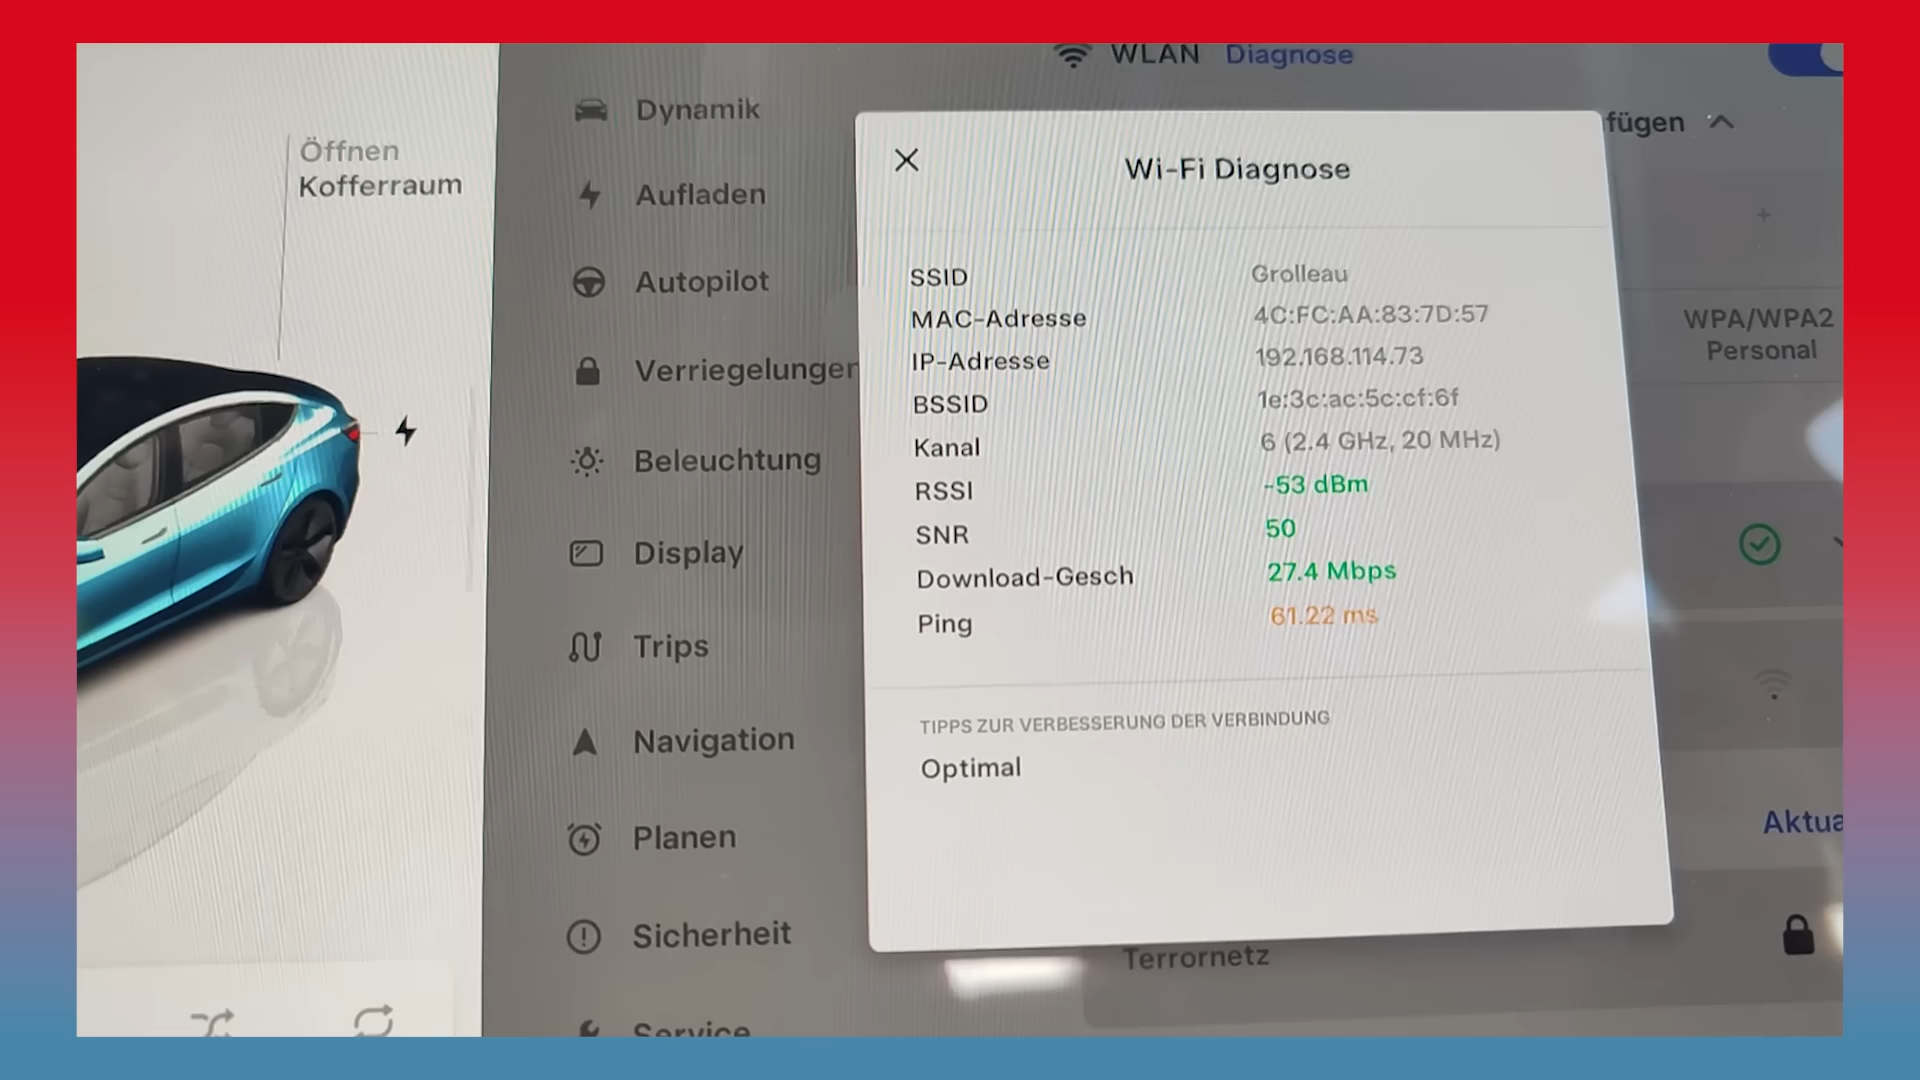 WLAN Diagnose
Öffnen
Kofferraum
Dynamik
Aufladen
Autopilot
Verriegelungen
Beleuchtung
Display
Trips
Navigation
Planen
Sicherheit
Service
fügen
Wi-Fi Diagnose
SSID Grolleau
MAC-Adresse 4C:FC:AA:83:7D:57
IP-Adresse 192.168.114.73
BSSID 1e:3c:ac:5c:cf:6f
Kanal 6 (2.4 GHz, 20 MHz)
RSSI -53 dBm
SNR 50
Download-Gesch 27.4 Mbps
Ping 61.22 ms
TIPPS ZUR VERBESSERUNG DER VERBINDUNG
Optimal
WPA/WPA2
Personal
Aktua
Terrornetz